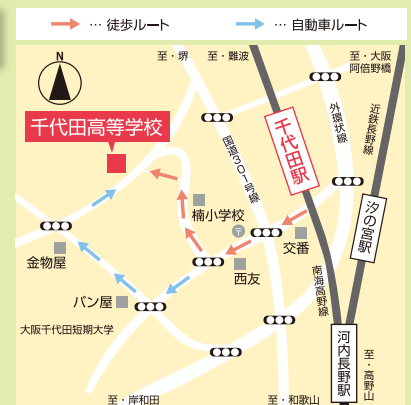 … 徒歩ルート
… 自動車ルート
N
至・堺
至・難波
至・大阪
阿倍野橋
千代田高等学校
千代田駅
外環状線
近鉄長野線
国道301号線
楠小学校
〒
汐の宮駅
交番
金物屋
西友
南海高野線
パン屋
大阪千代田短期大学
河内長野駅
至・高野山
至・岸和田
至・和歌山